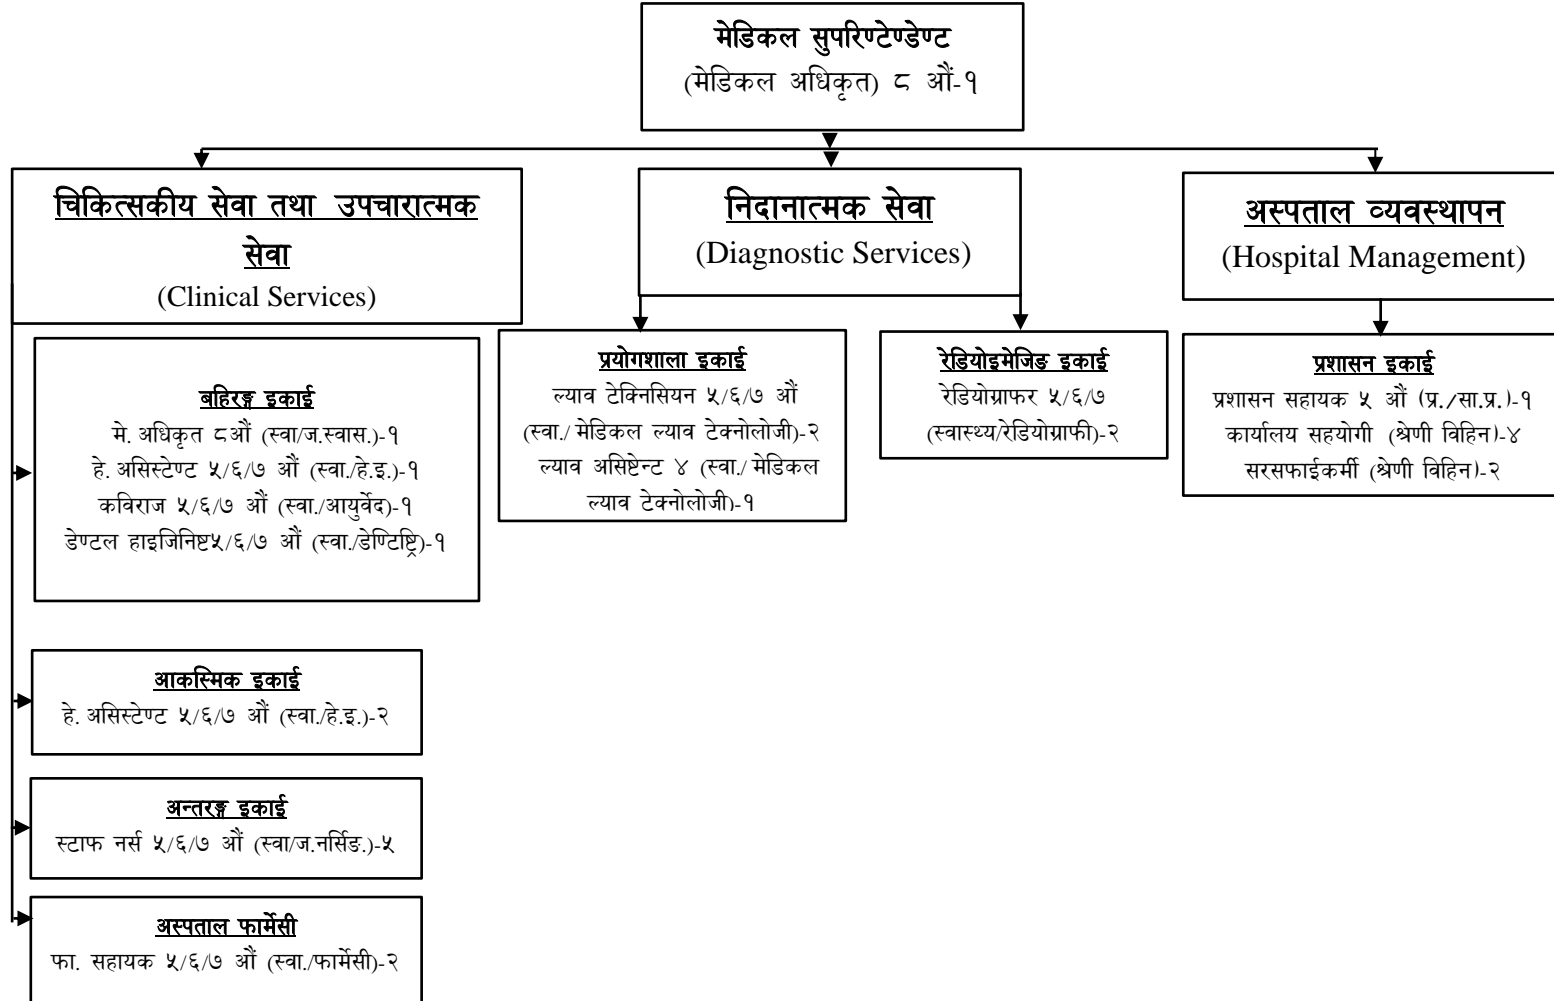 मेडिकल सुपरिण्टेण्डेण्ट
(मेडिकल अधिकृत) ८ औं-१
चिकित्सकीय सेवा तथा उपचारात्मक
सेवा
(Clinical Services)
निदानात्मक सेवा
(Diagnostic Services)
अस्पताल व्यवस्थापन
(Hospital Management)
बहिरङ्ग इकाई
मे. अधिकृत ८औं (स्वा/ज.स्वास.)-१
हे. असिस्टेण्ट ५/६/७ औं (स्वा./हे.इ.)-१
कविराज ५/६/७ औं (स्वा./आयुर्वेद)-१
डेण्टल हाइजिनिष्ट५/६/७ औं (स्वा./डेण्टिष्ट्रि)-१
प्रयोगशाला इकाई
ल्याव टेक्निसियन ५/६/७ औं
(स्वा./ मेडिकल ल्याव टेक्नोलोजी)-२
ल्याव असिष्टेन्ट ४ (स्वा./ मेडिकल
ल्याव टेक्नोलोजी)-१
रेडियोइमेजिङ इकाई
रेडियोग्राफर ५/६/७
(स्वास्थ्य/रेडियोग्राफी)-२
प्रशासन इकाई
प्रशासन सहायक ५ औं (प्र./सा.प्र.)-१
कार्यालय सहयोगी (श्रेणी विहिन)-४
सरसफाईकर्मी (श्रेणी विहिन)-२
आकस्मिक इकाई
हे. असिस्टेण्ट ५/६/७ औं (स्वा./हे.इ.)-२
अन्तरङ्ग इकाई
स्टाफ नर्स ५/६/७ औं (स्वा/ज.नर्सिङ.)-५
अस्पताल फार्मेसी
फा. सहायक ५/६/७ औं (स्वा./फार्मेसी)-२